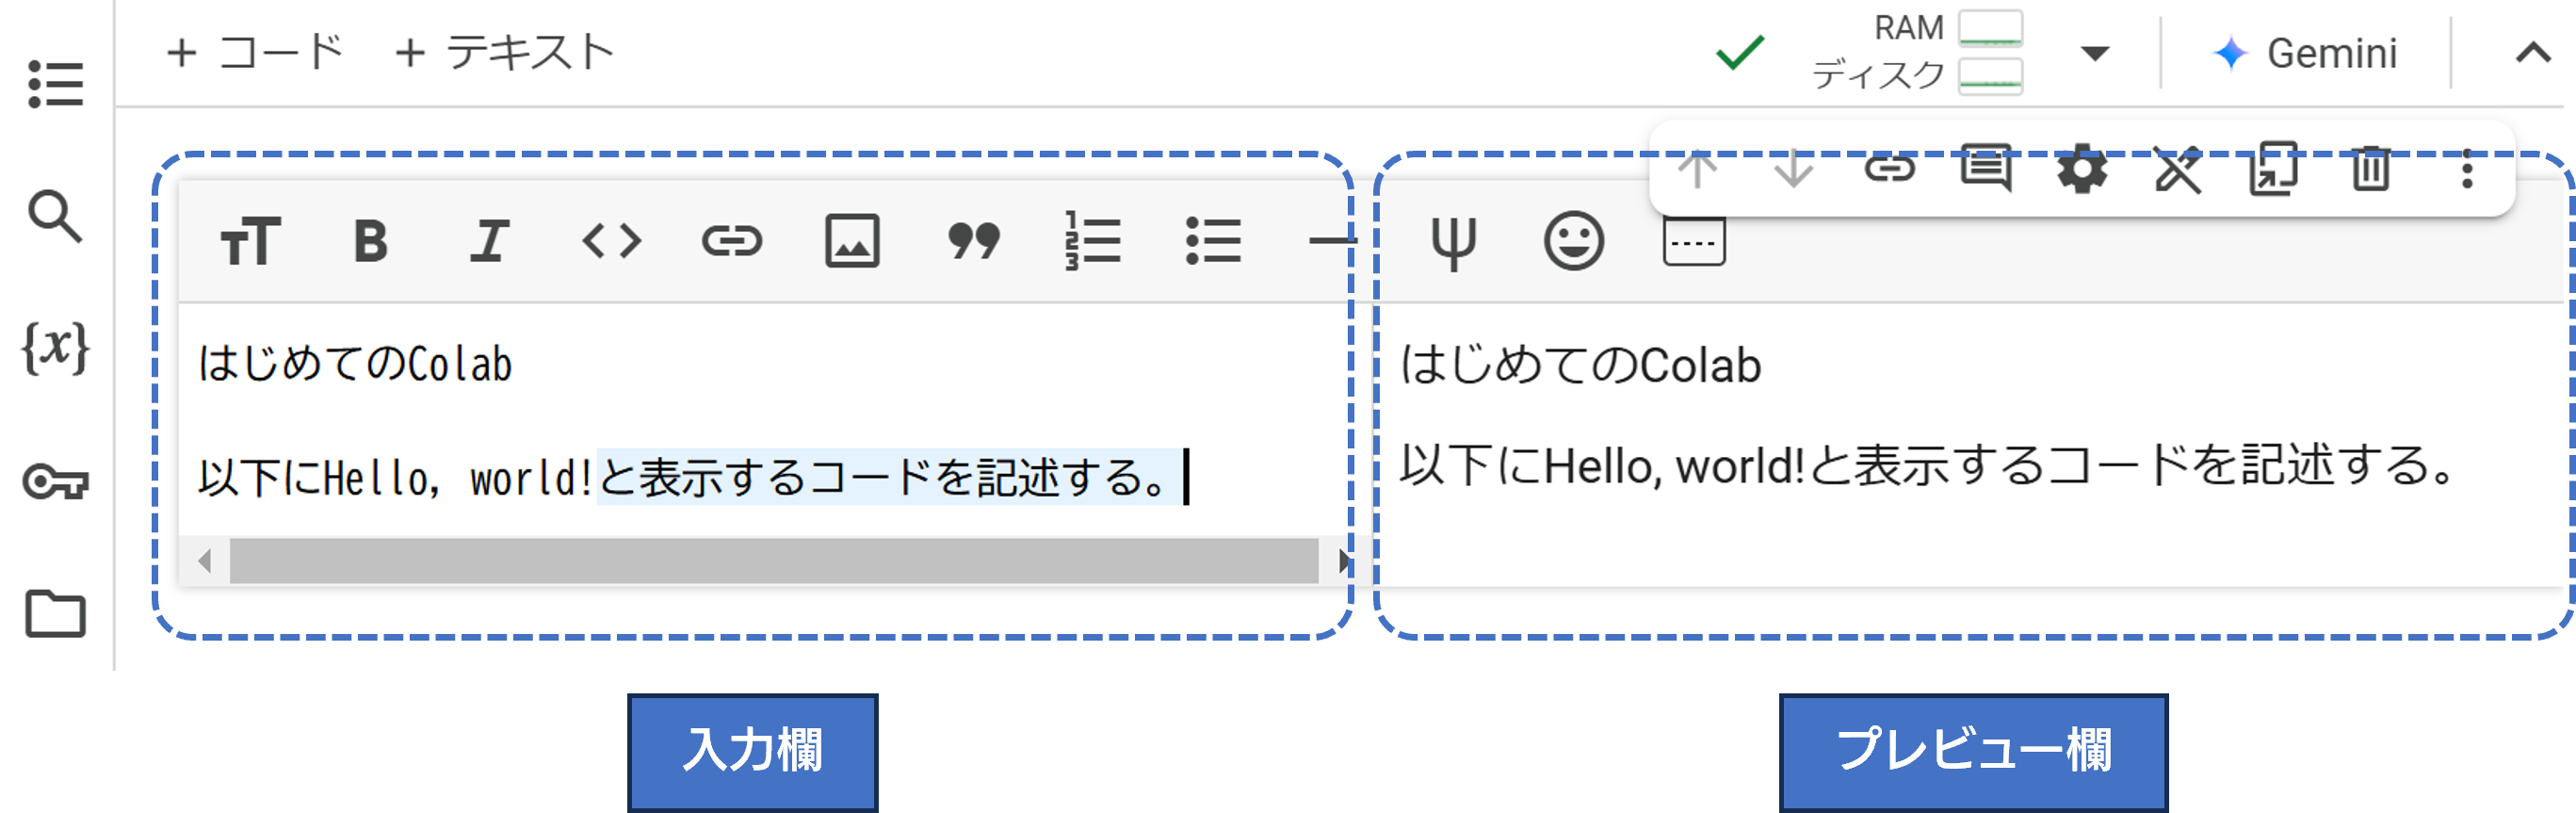 + コード + テキスト
RAM
ディスク
Gemini
はじめてのColab
以下にHello, world!と表示するコードを記述する。
はじめてのColab
以下にHello, world!と表示するコードを記述する。
入力欄
プレビュー欄